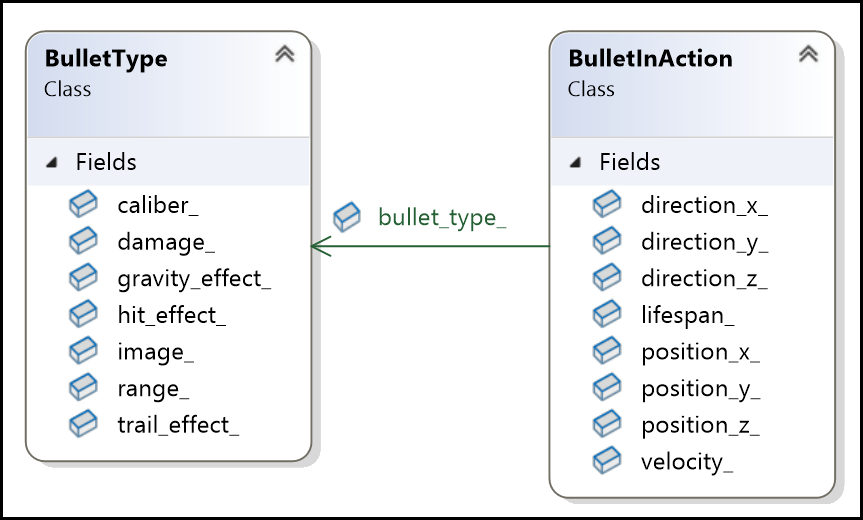 BulletType
Class
Fields
caliber_
damage_
gravity_effect_
hit_effect_
image_
range_
trail_effect_
bullet_type_
BulletInAction
Class
Fields
direction_x_
direction_y_
direction_z_
lifespan_
position_x_
position_y_
position_z_
velocity_